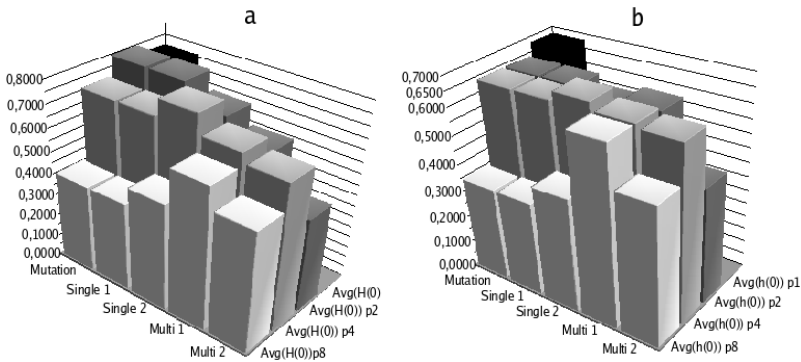 a
0,8000
0,7000
0,6000
0,5000
0,4000
0,3000
0,2000
0,1000
0,0000
Mutation
Single 1
Single 2
Multi 1
Multi 2
Avg(H(0)
Avg(H(0)) p2
Avg(H(0)) p4
Avg(H(0))p8
b
0,7000
0,6500
0,6000
0,5000
0,4000
0,3000
0,2000
0,1000
0,0000
Mutation
Single 1
Single 2
Multi 1
Multi 2
Avg(h(0)) p1
Avg(h(0)) p2
Avg(h(0)) p4
Avg(h(0)) p8